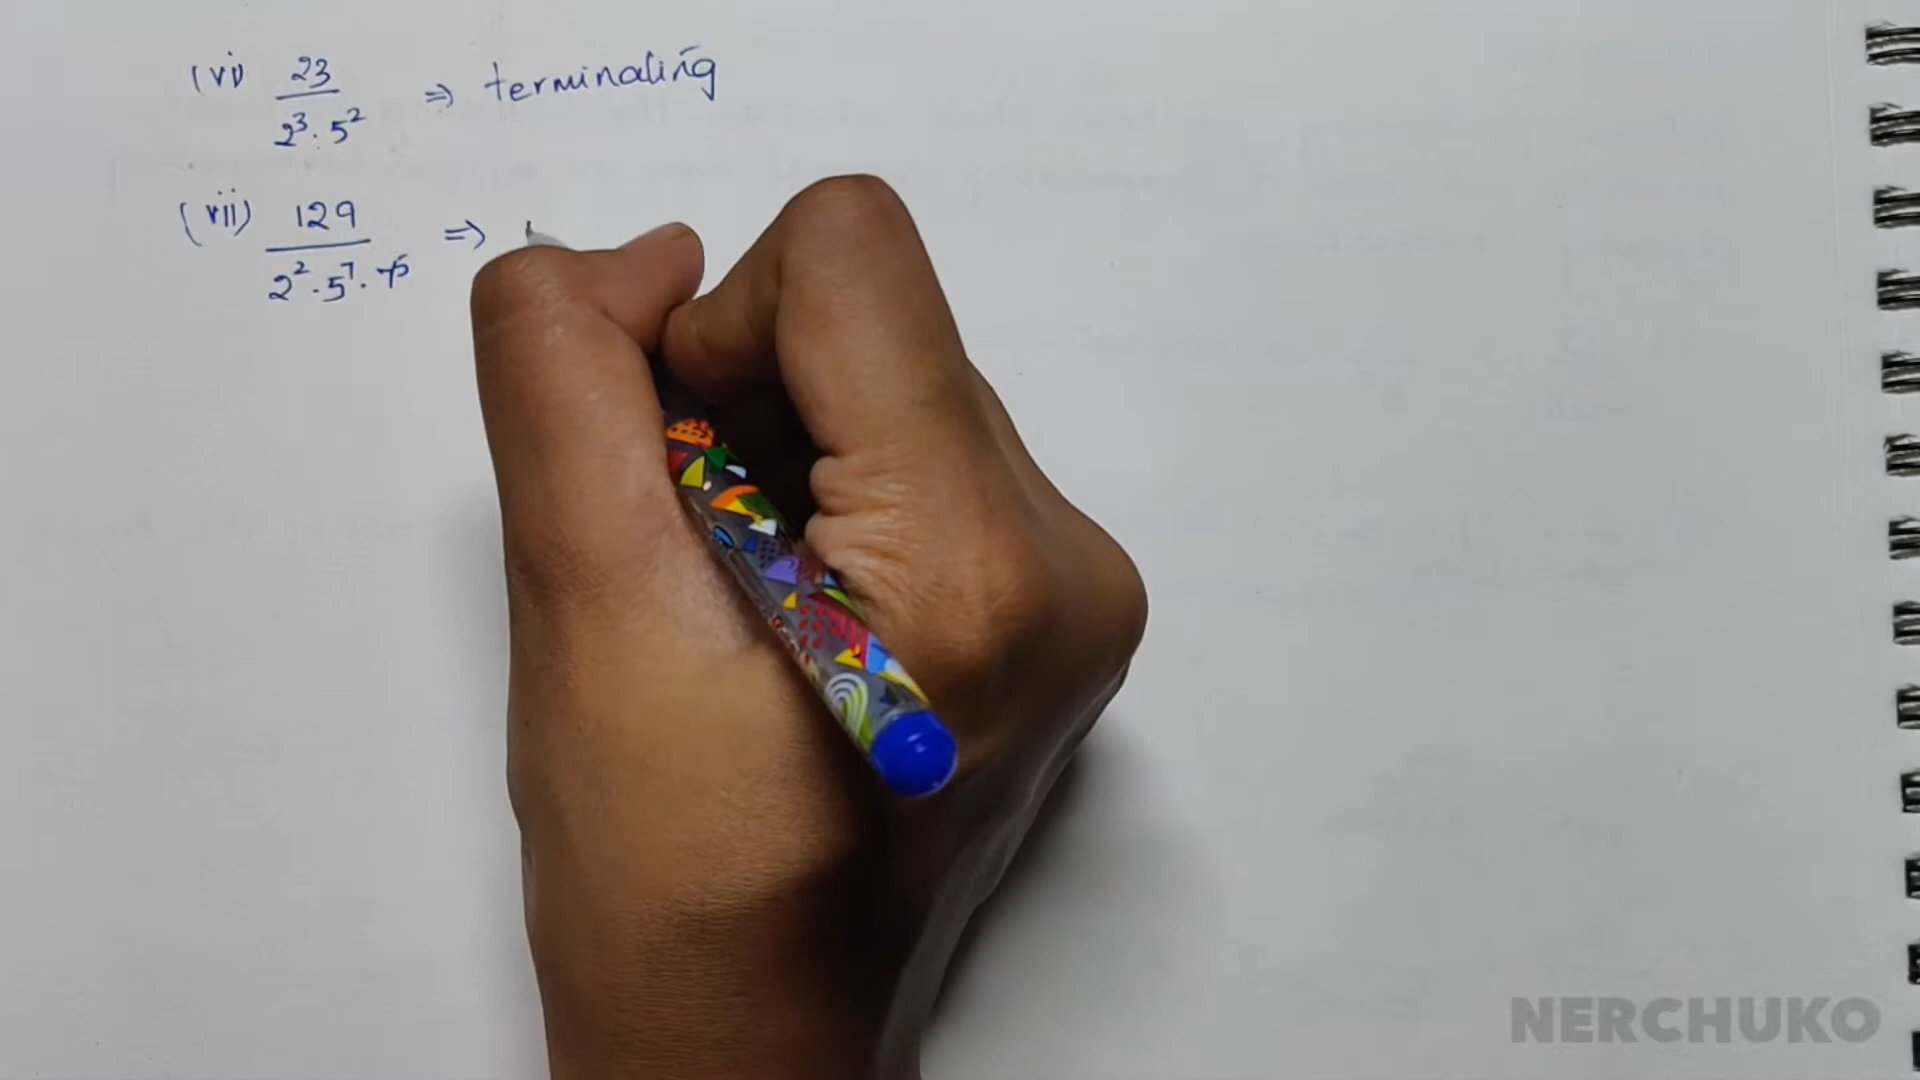 (vi) 23 / 2³ · 5² ⇒ terminating
(vii) 129 / 2² · 5⁷ · 7⁵ ⇒
NERCHUKO